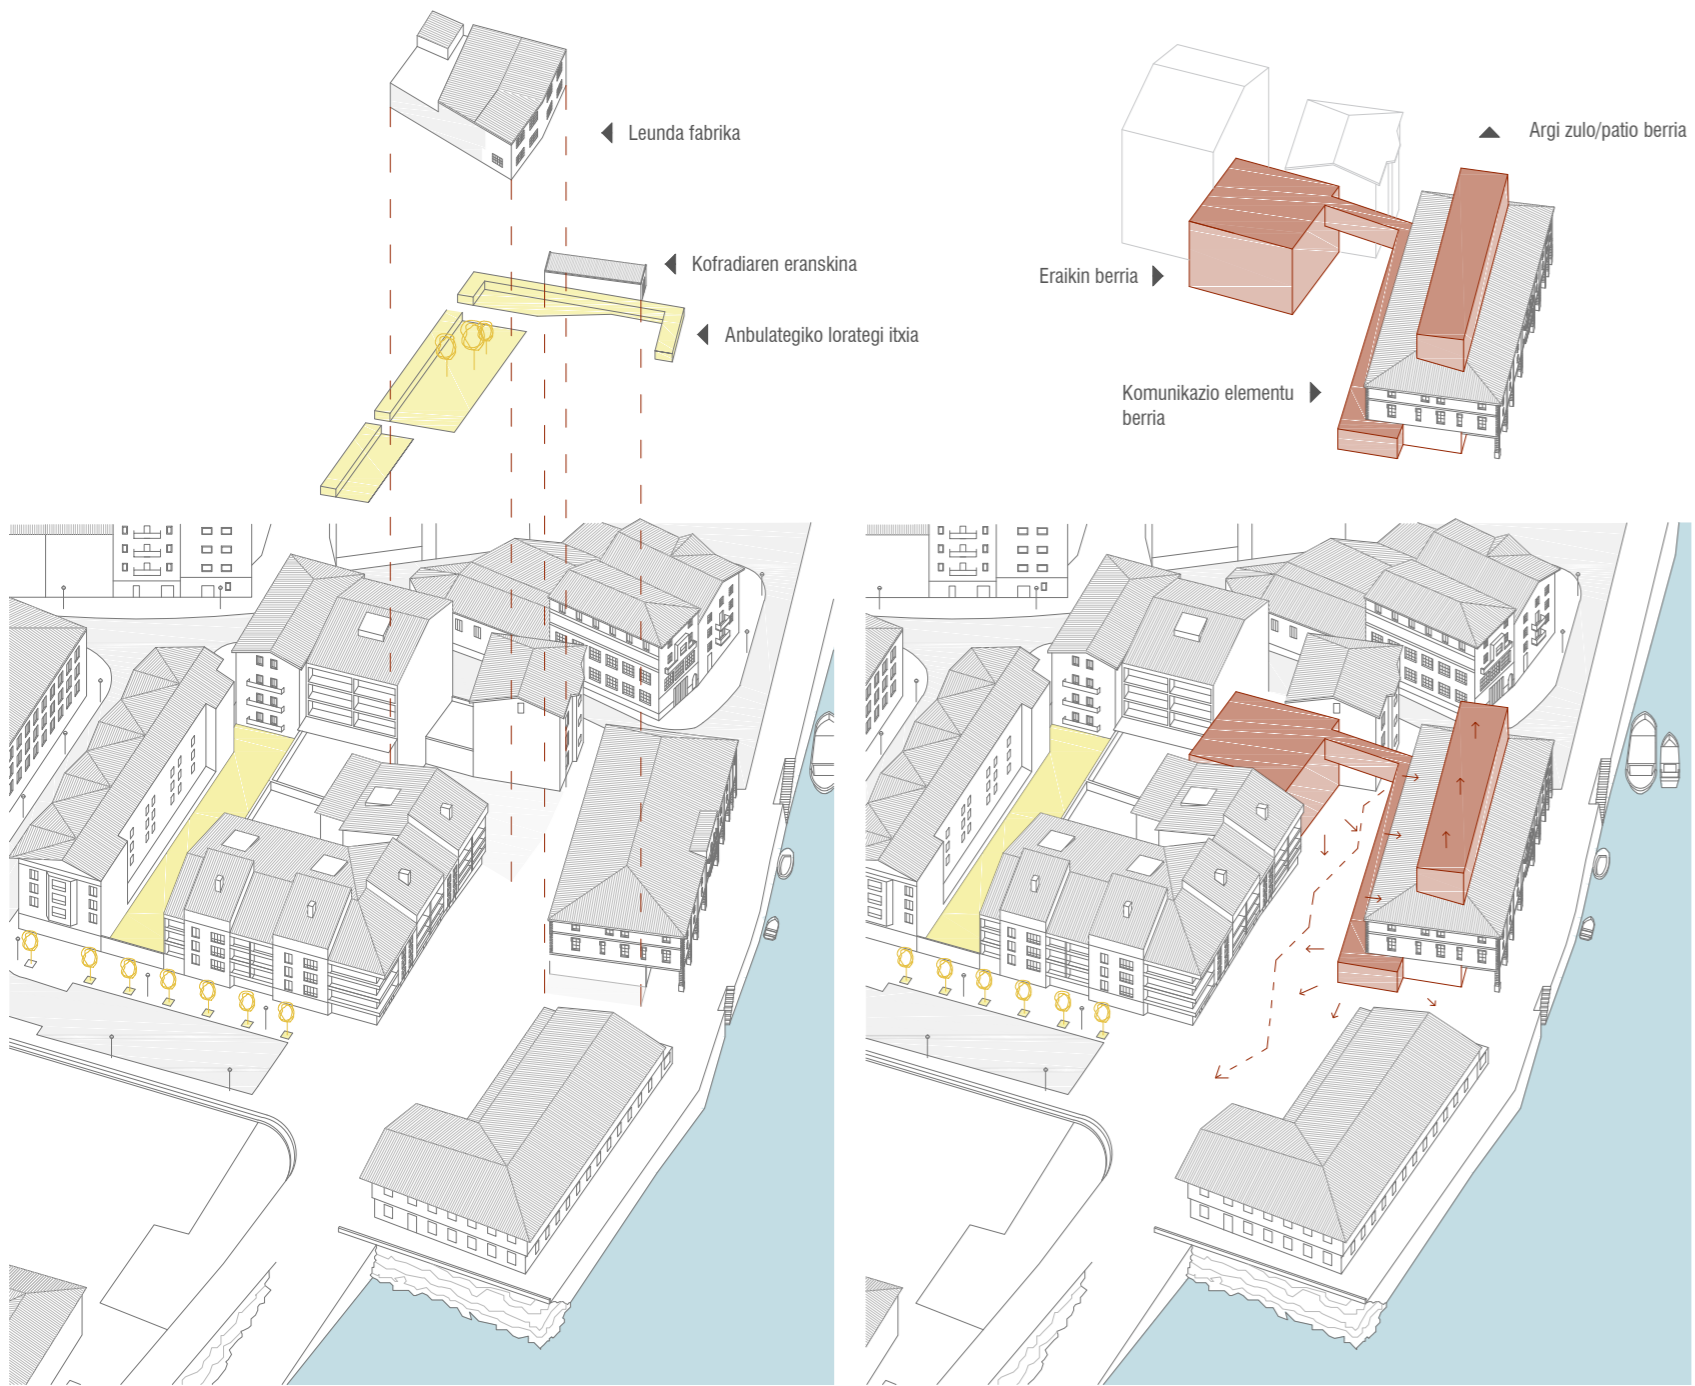 Leunda fabrika
Kofradiaren eranskina
Anbulategiko lorategi itxia
Argi zulo/patio berria
Eraikin berria
Komunikazio elementu
berria